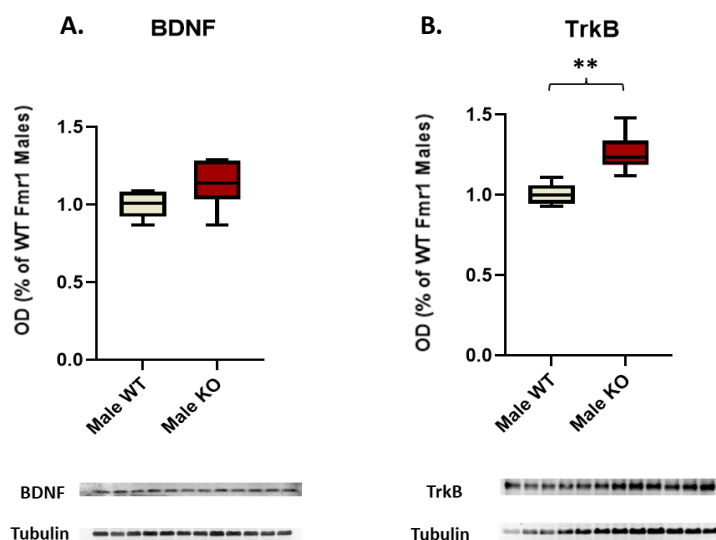 A. BDNF
OD (% of WT Fmr1 Males)
1.5
1.0
0.5
0.0
Male WT
Male KO
BDNF
Tubulin
B. TrkB
**
OD (% of WT Fmr1 Males)
1.5
1.0
0.5
0.0
Male WT
Male KO
TrkB
Tubulin